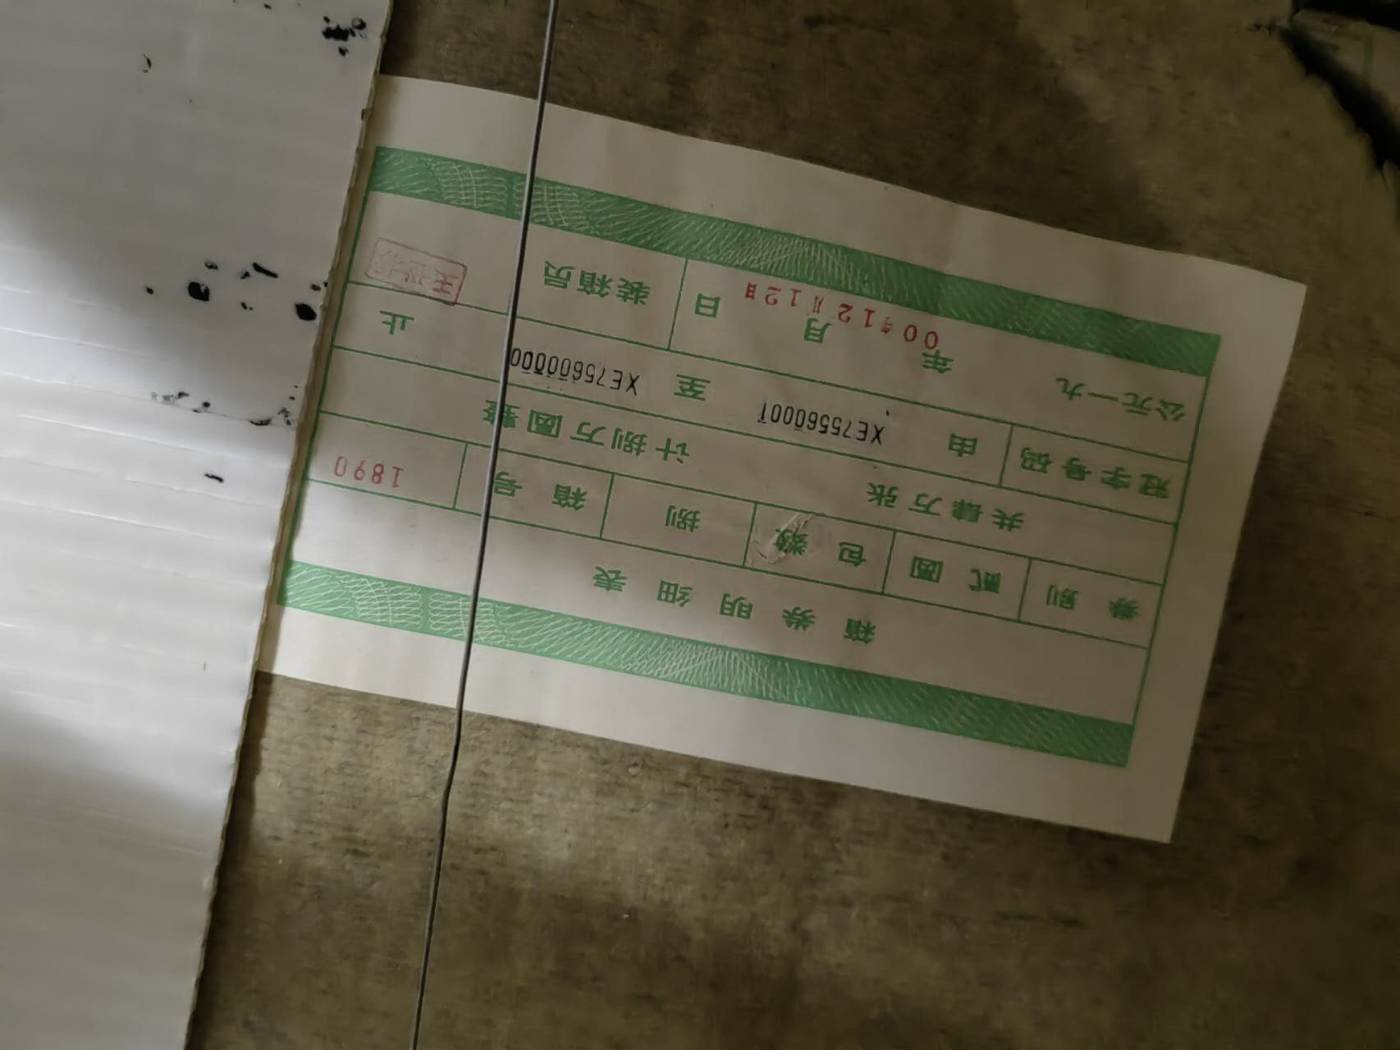 箱券明细表
券别 贰圆 包数 捌 箱号 1890
共肆万张 计捌万圆整
冠字号码 由 XE75560001 至 XE75600000 止
公元一九 年 月 日 00年12月12日 装箱员